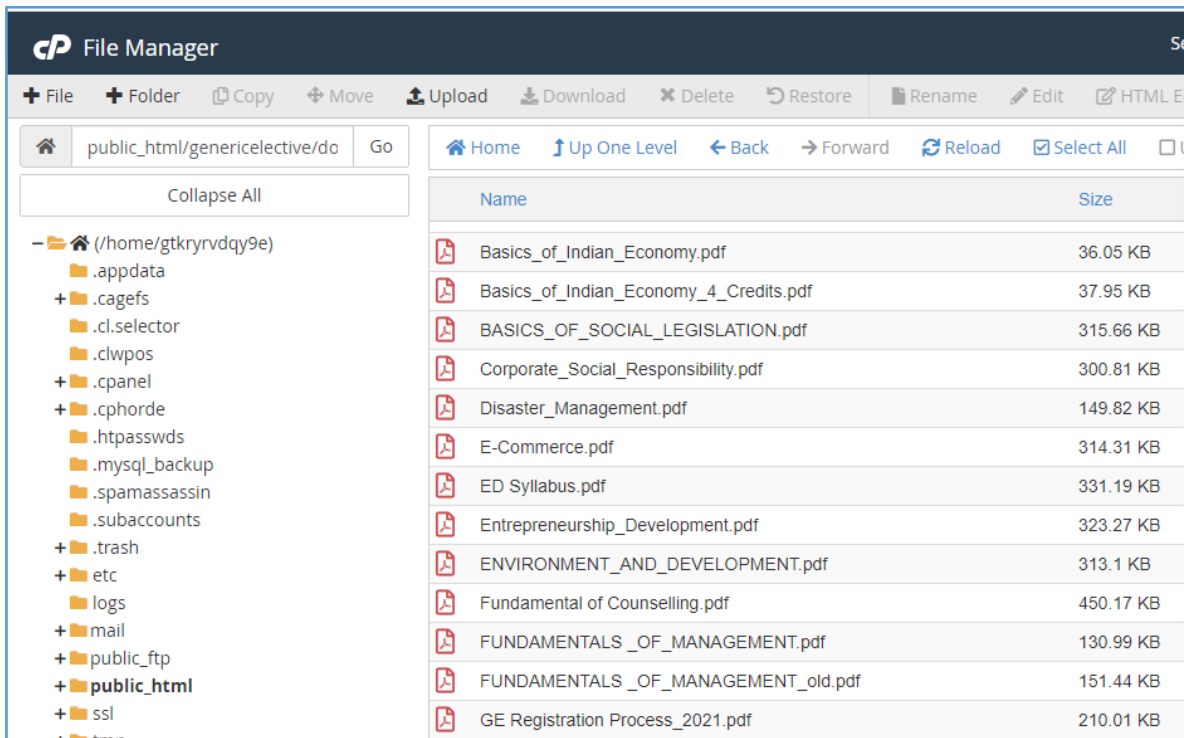 cP File Manager
Se
File Folder Copy Move Upload Download Delete Restore Rename Edit HTML E
public_html/genericelective/do Go
Home Up One Level Back Forward Reload Select All
Collapse All
Name Size
(/home/gtkryrvdqy9e)
.appdata
.cagefs
.cl.selector
.clwpos
.cpanel
.cphorde
.htpasswds
.mysql_backup
.spamassassin
.subaccounts
.trash
etc
logs
mail
public_ftp
public_html
ssl
Basics_of_Indian_Economy.pdf 36.05 KB
Basics_of_Indian_Economy_4_Credits.pdf 37.95 KB
BASICS_OF_SOCIAL_LEGISLATION.pdf 315.66 KB
Corporate_Social_Responsibility.pdf 300.81 KB
Disaster_Management.pdf 149.82 KB
E-Commerce.pdf 314.31 KB
ED Syllabus.pdf 331.19 KB
Entrepreneurship_Development.pdf 323.27 KB
ENVIRONMENT_AND_DEVELOPMENT.pdf 313.1 KB
Fundamental of Counselling.pdf 450.17 KB
FUNDAMENTALS _OF_MANAGEMENT.pdf 130.99 KB
FUNDAMENTALS _OF_MANAGEMENT_old.pdf 151.44 KB
GE Registration Process_2021.pdf 210.01 KB